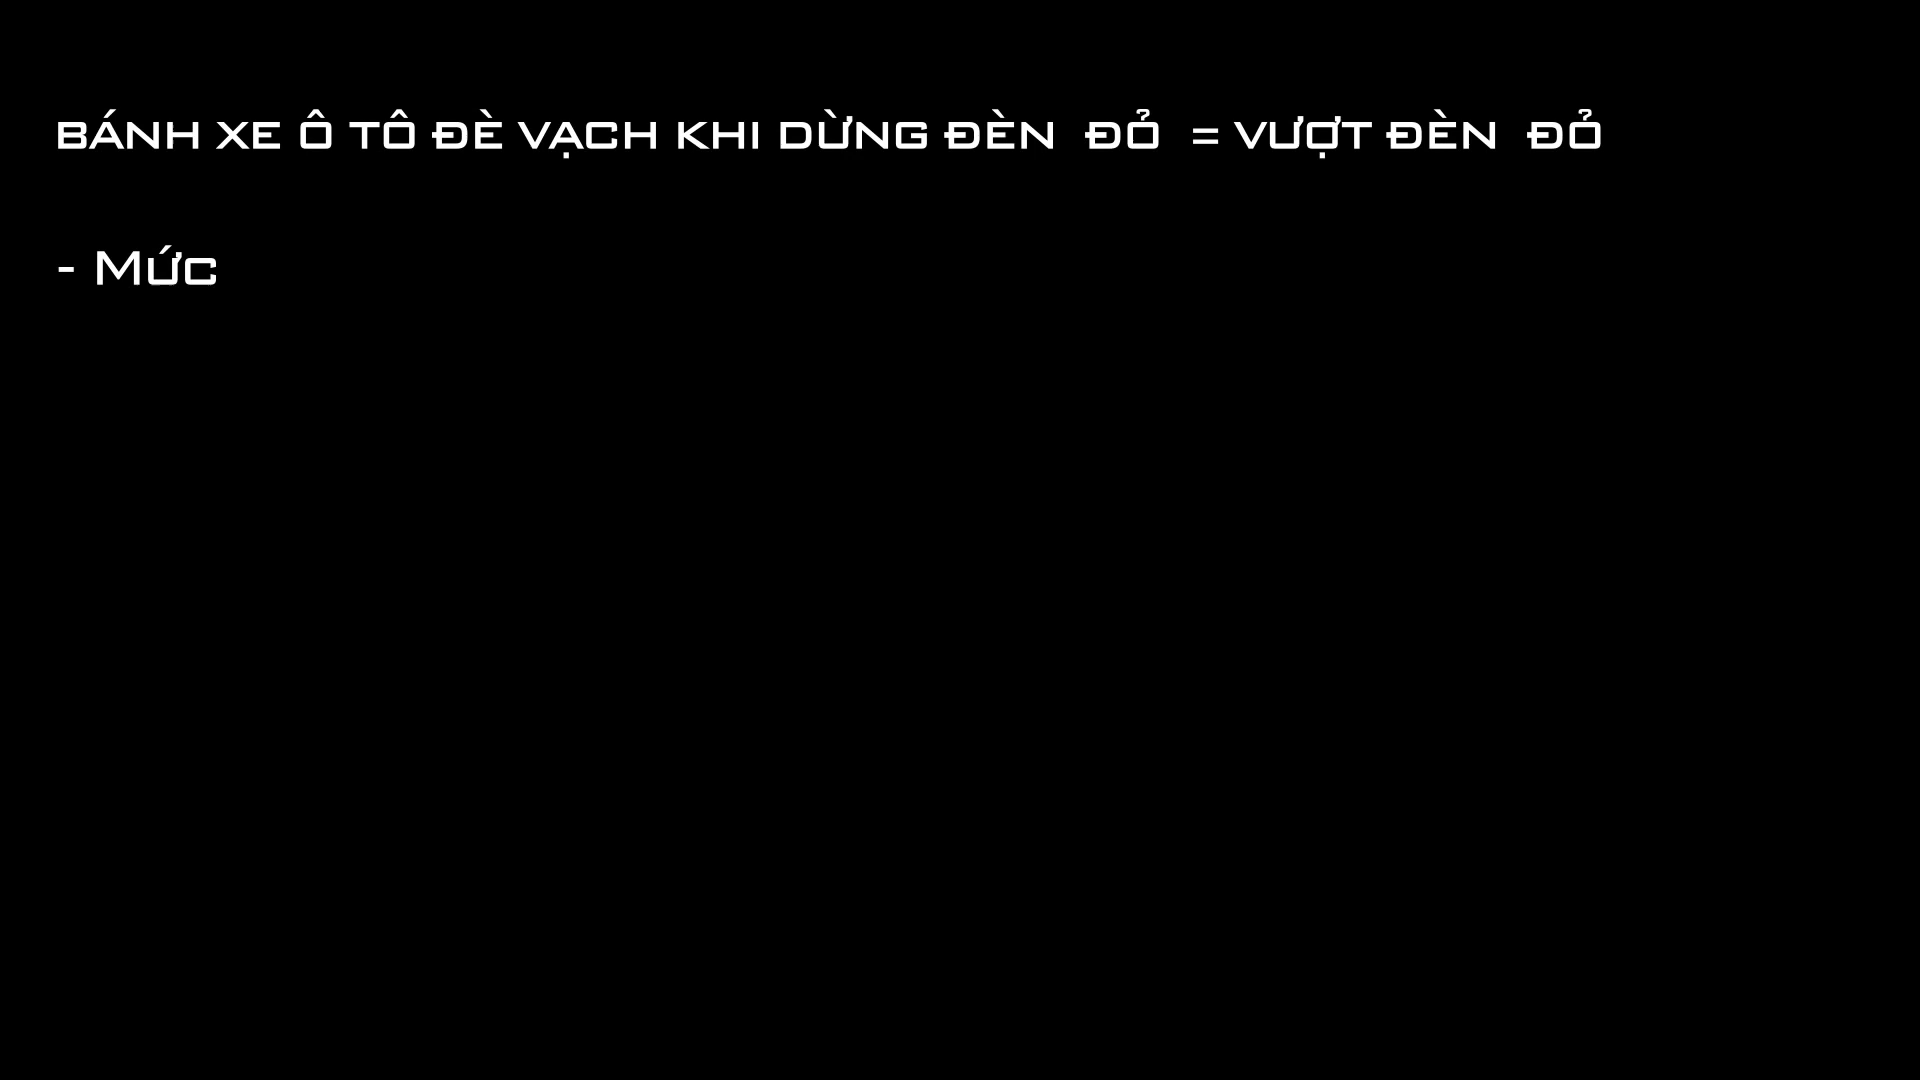 BÁNH XE Ô TÔ ĐÈ VẠCH KHI DỪNG ĐÈN ĐỎ = VƯỢT ĐÈN ĐỎ
- Mức